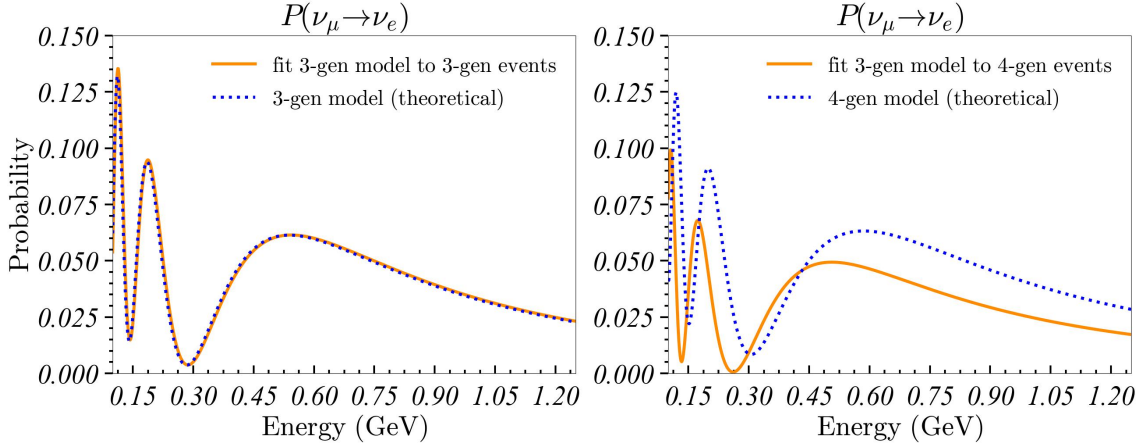 P(νμ→νe)
0.150
0.125
0.100
0.075
0.050
0.025
0.000
Probability
fit 3-gen model to 3-gen events
3-gen model (theoretical)
0.15 0.30 0.45 0.60 0.75 0.90 1.05 1.20
Energy (GeV)
P(νμ→νe)
0.150
0.125
0.100
0.075
0.050
0.025
0.000
fit 3-gen model to 4-gen events
4-gen model (theoretical)
0.15 0.30 0.45 0.60 0.75 0.90 1.05 1.20
Energy (GeV)